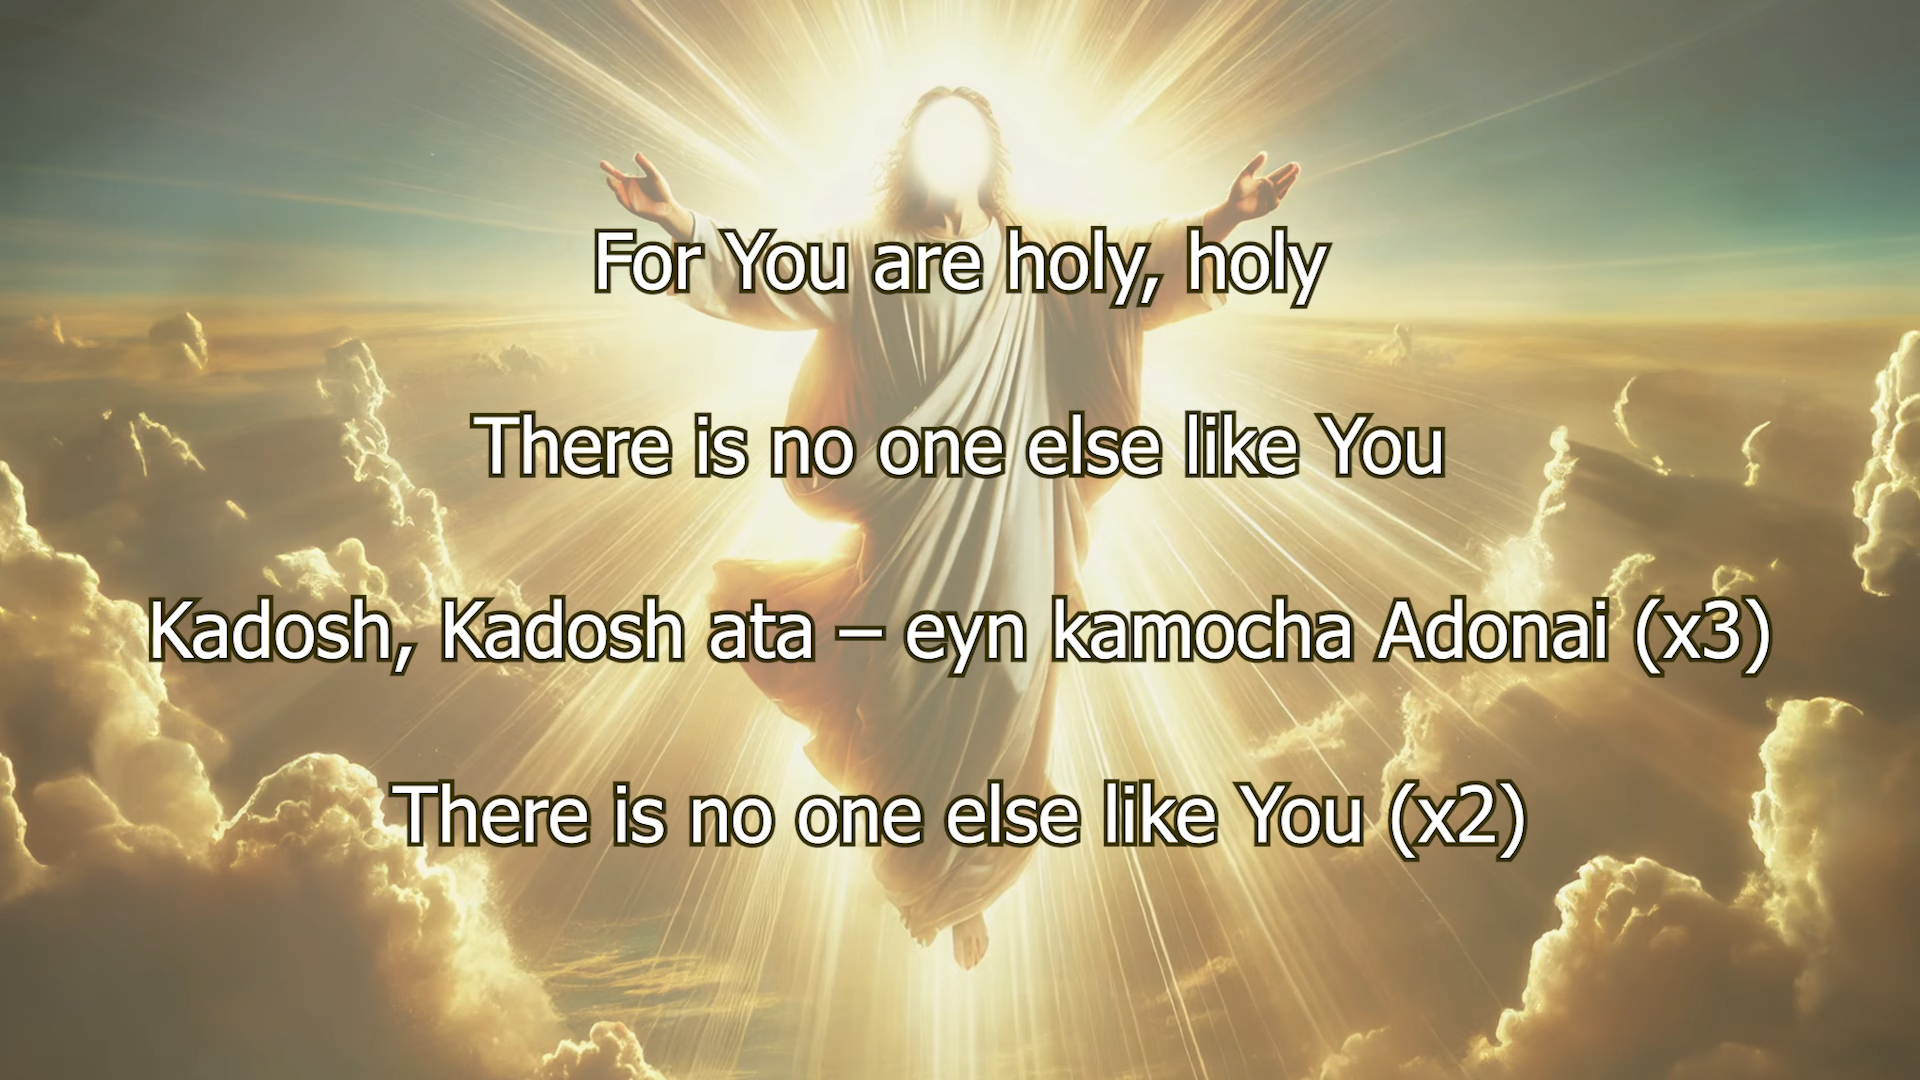 For You are holy, holy
There is no one else like You
Kadosh, Kadosh ata – eyn kamocha Adonai (x3)
There is no one else like You (x2)